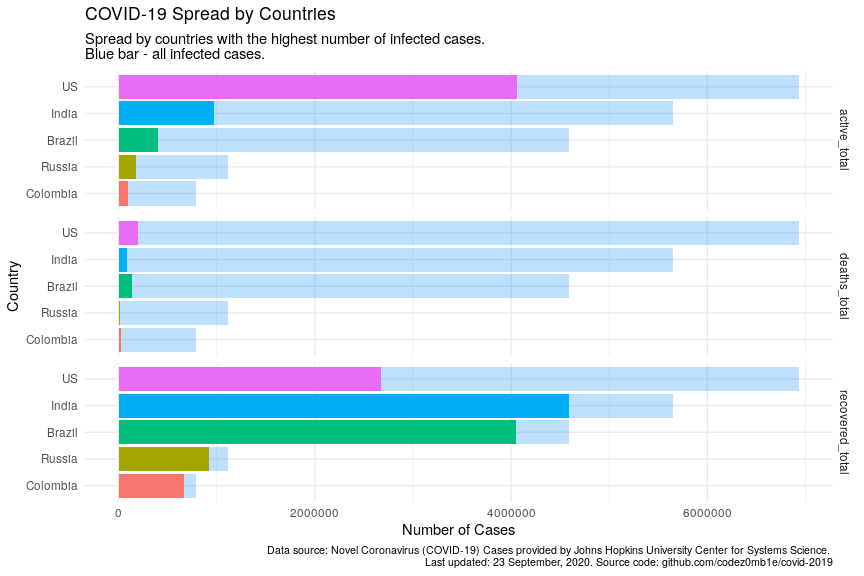 COVID-19 Spread by Countries
Spread by countries with the highest number of infected cases.
Blue bar - all infected cases.
US
India
Brazil
Russia
Colombia
active_total
US
India
Brazil
Russia
Colombia
deaths_total
US
India
Brazil
Russia
Colombia
recovered_total
Country
0
2000000
4000000
6000000
Number of Cases
Data source: Novel Coronavirus (COVID-19) Cases provided by Johns Hopkins University Center for Systems Science.
Last updated: 23 September, 2020. Source code: github.com/codez0mb1e/covid-2019